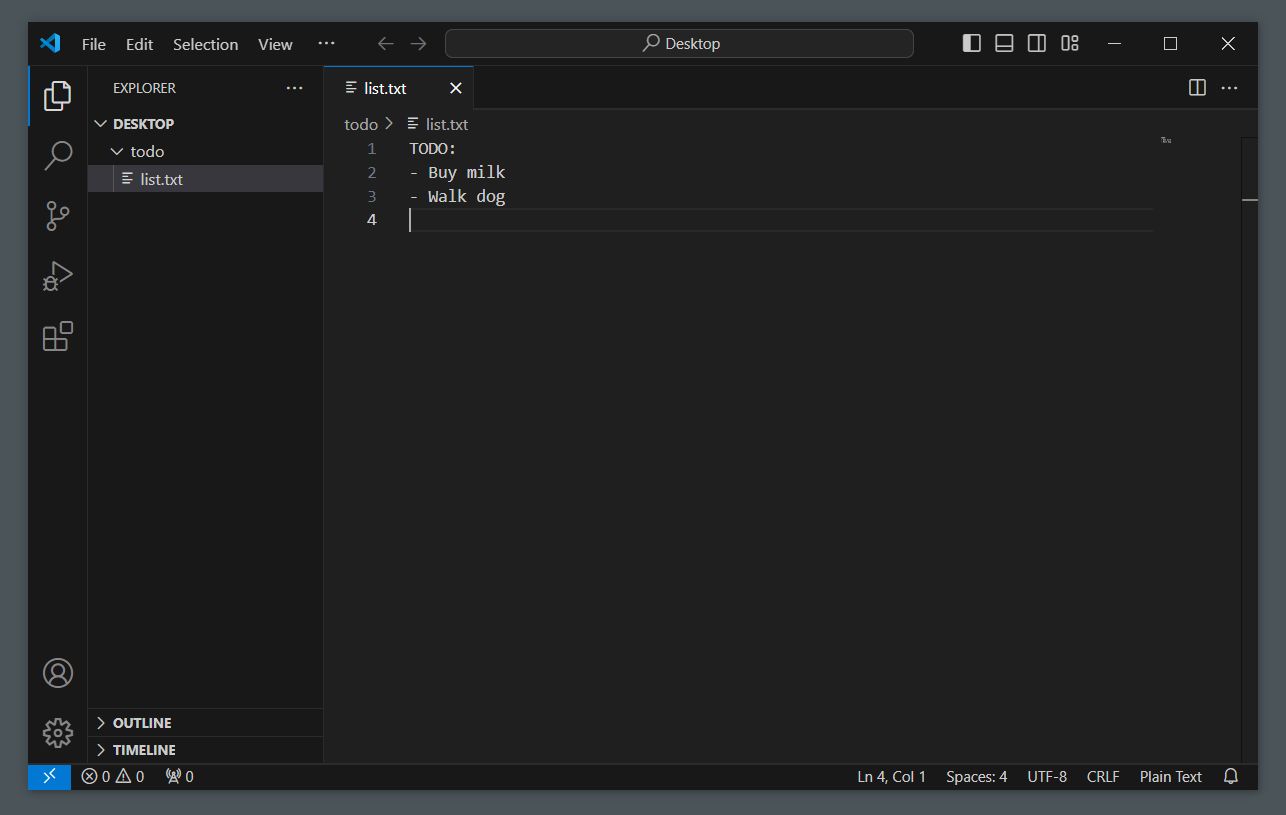 File Edit Selection View ··· Desktop
EXPLORER ···
list.txt
DESKTOP
todo
list.txt
todo > list.txt
1 TODO:
2 - Buy milk
3 - Walk dog
4
OUTLINE
TIMELINE
0 0 0 Ln 4, Col 1 Spaces: 4 UTF-8 CRLF Plain Text